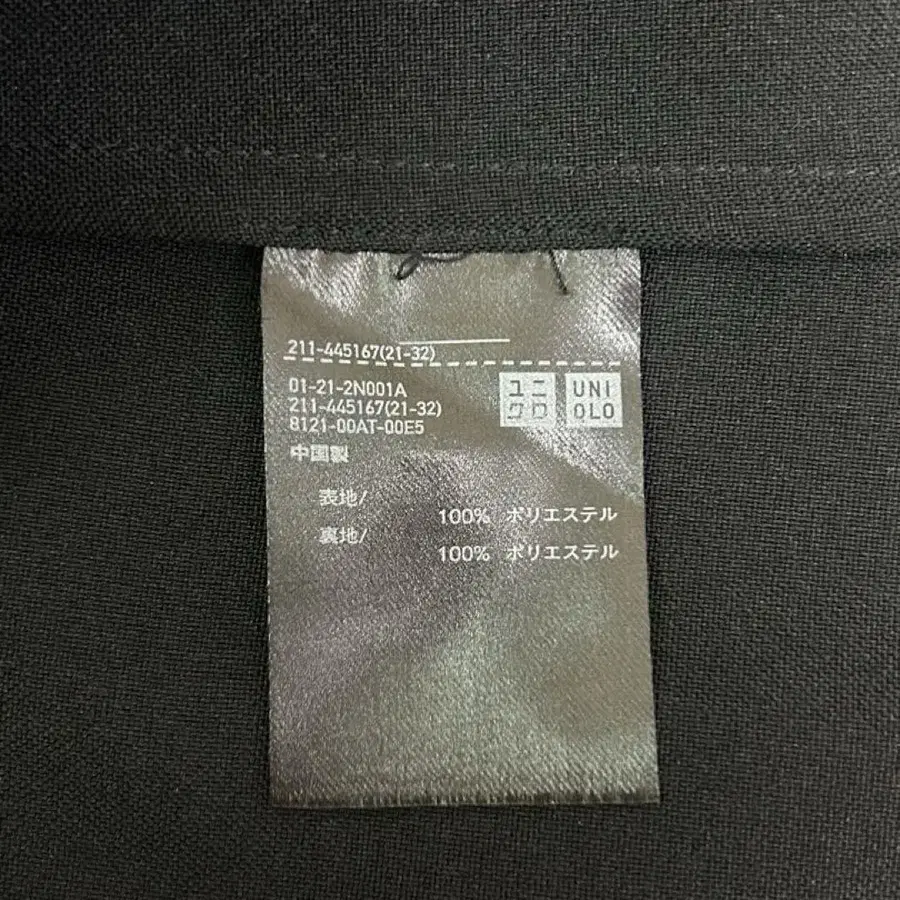 211-445167(21-32)
01-21-2N001A
211-445167(21-32)
8121-00AT-00E5
中国製
ユニ
クロ
UNI
QLO
表地/
100% ポリエステル
裏地/
100% ポリエステル